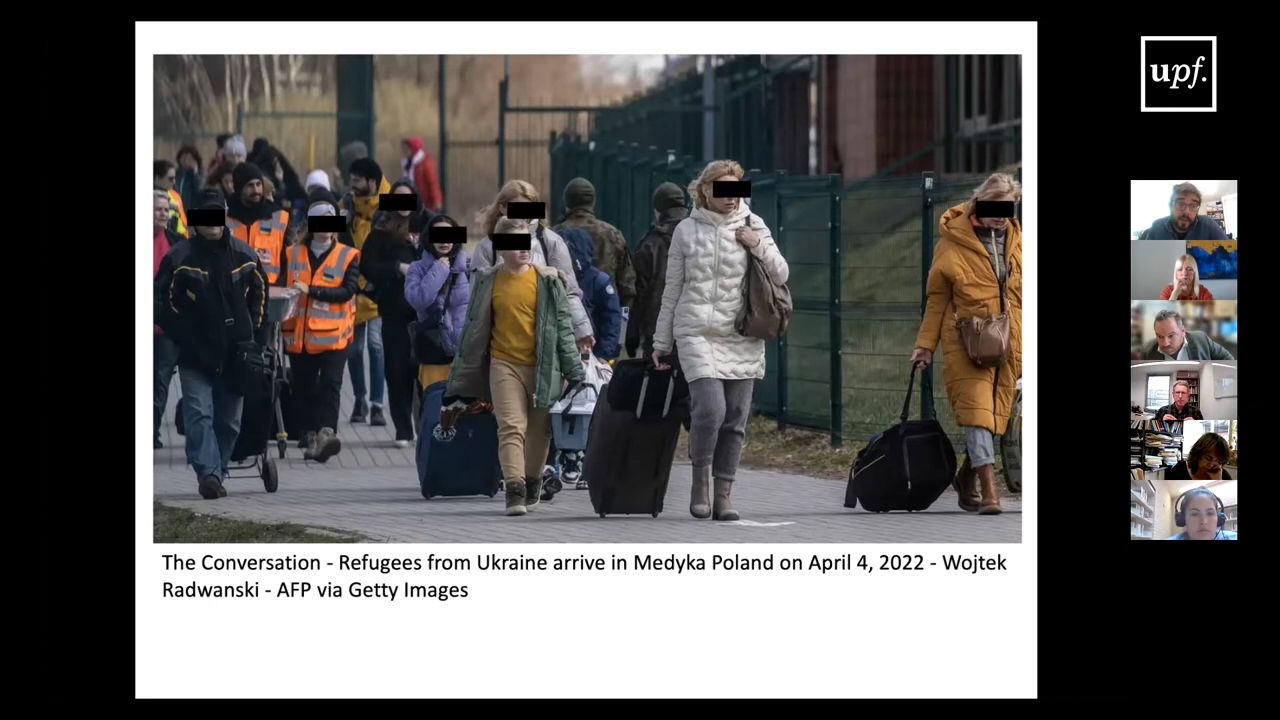 upf.
The Conversation - Refugees from Ukraine arrive in Medyka Poland on April 4, 2022 - Wojtek
Radwanski - AFP via Getty Images